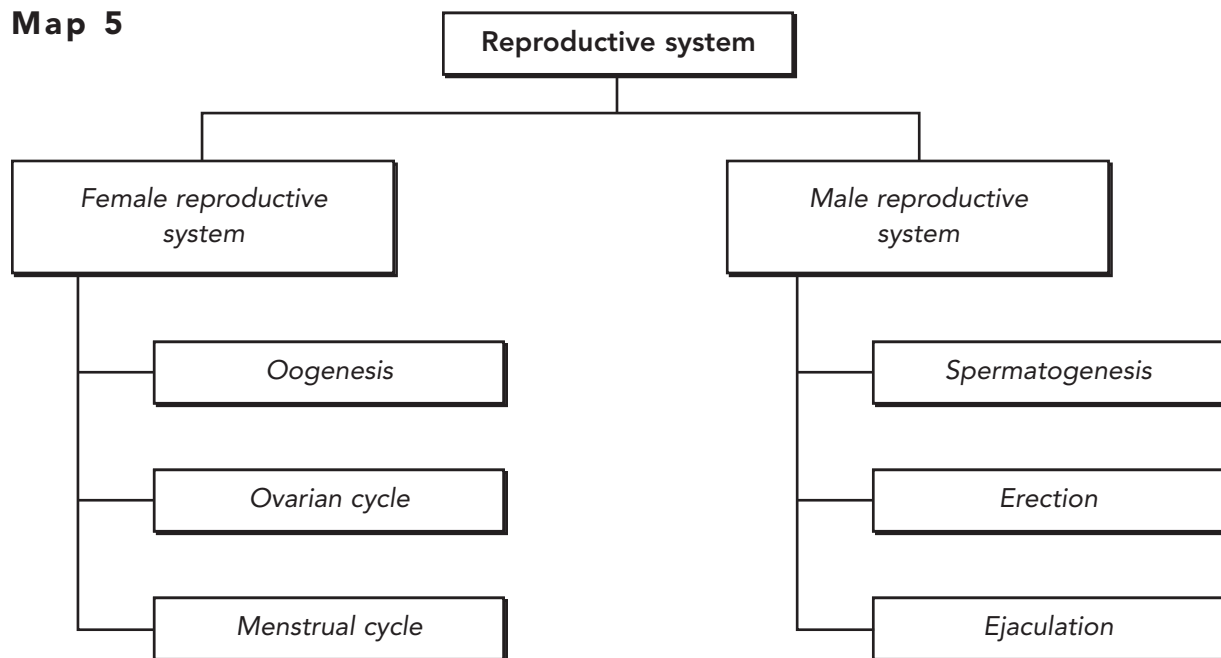 Map 5
Reproductive system
Female reproductive
system
Male reproductive
system
Oogenesis
Spermatogenesis
Ovarian cycle
Erection
Menstrual cycle
Ejaculation